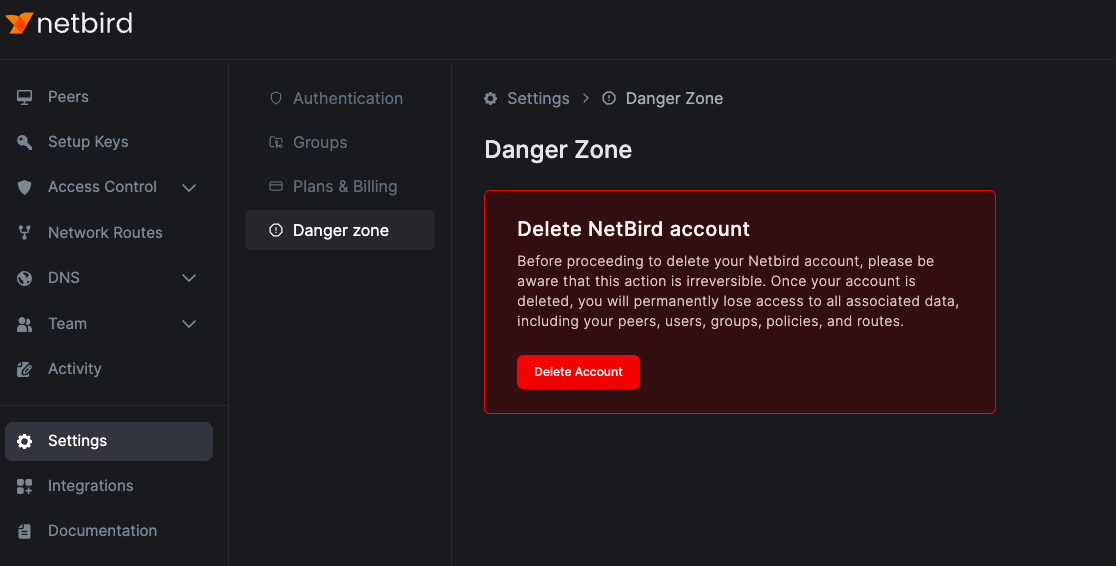 netbird
Peers
Setup Keys
Access Control
Network Routes
DNS
Team
Activity
Settings
Integrations
Documentation
Authentication
Groups
Plans & Billing
Danger zone
Settings > Danger Zone
Danger Zone
Delete NetBird account
Before proceeding to delete your Netbird account, please be
aware that this action is irreversible. Once your account is
deleted, you will permanently lose access to all associated data,
including your peers, users, groups, policies, and routes.
Delete Account